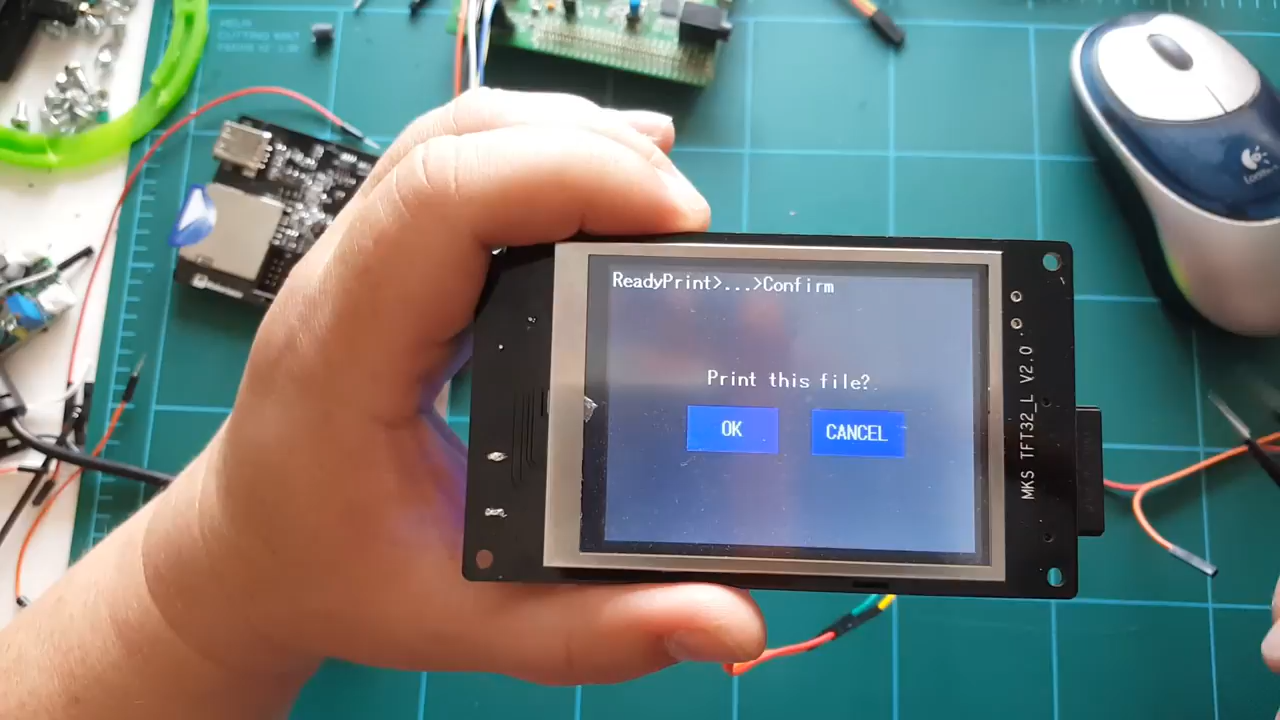 ReadyPrint>...>Confirm
Print this file?
OK
CANCEL
MKS TFT32_L V2.0